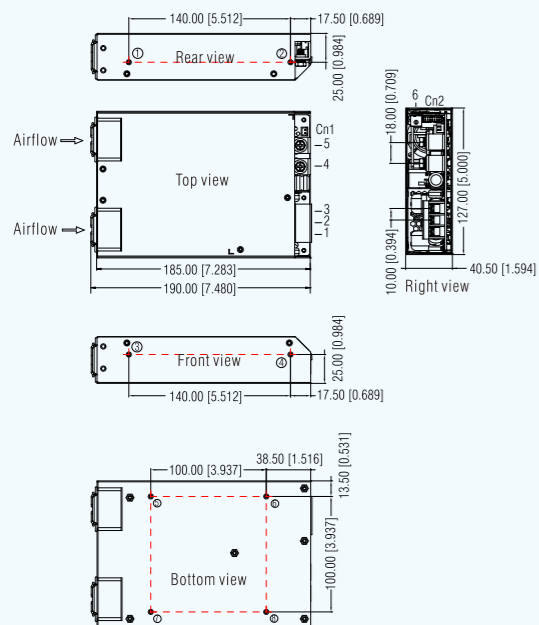 140.00 [5.512]
17.50 [0.689]
① ②
Rear view
25.00 [0.984]
Airflow
Airflow
Top view
Cn1
5
4
3
2
1
185.00 [7.283]
190.00 [7.480]
6 Cn2
18.00 [0.709]
10.00 [0.394]
127.00 [5.000]
40.50 [1.594]
Right view
③ ④
Front view
25.00 [0.984]
140.00 [5.512]
17.50 [0.689]
100.00 [3.937]
38.50 [1.516]
13.50 [0.531]
100.00 [3.937]
Bottom view